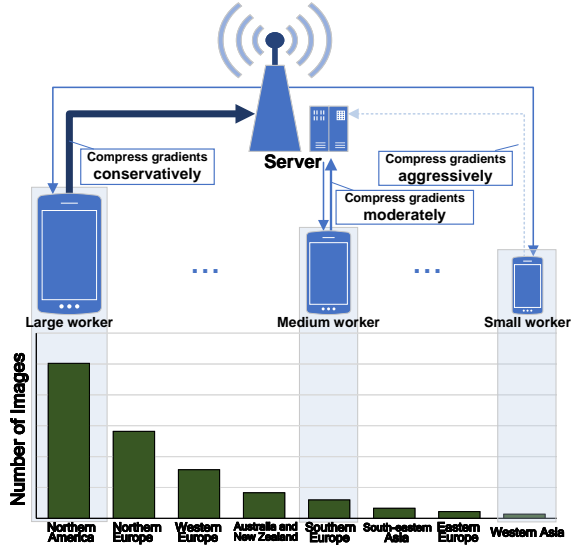 Server
Compress gradients
conservatively
Compress gradients
aggressively
Compress gradients
moderately
...
...
Large worker
Medium worker
Small worker
Number of Images
Northern
America
Northern
Europe
Western
Europe
Australia and
New Zealand
Southern
Europe
South-eastern
Asia
Eastern
Europe
Western Asia